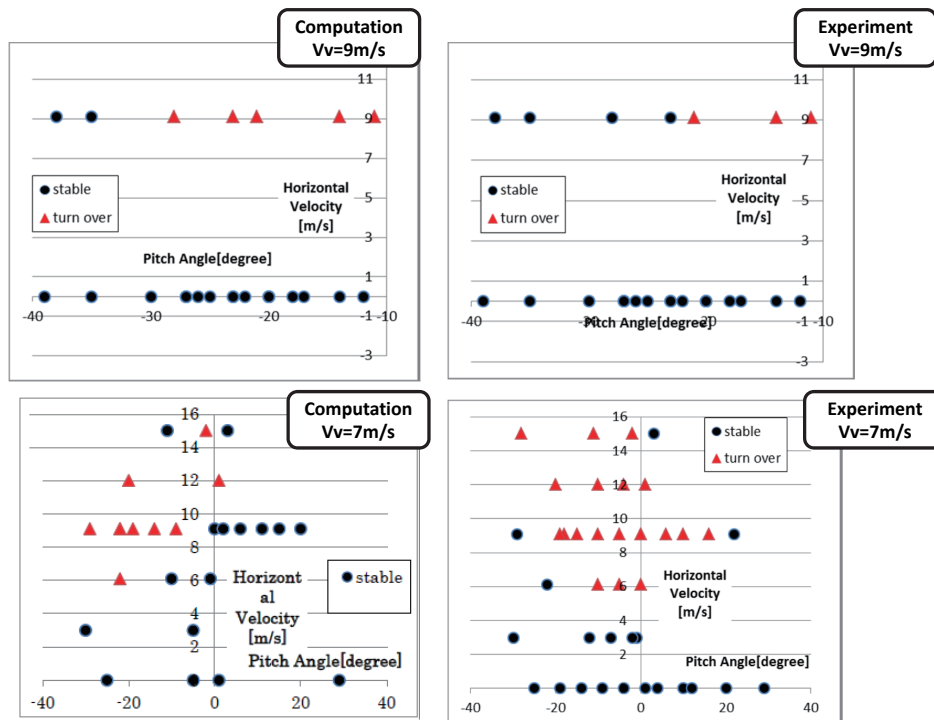 Computation
Vv=9m/s
11
9
7
5
3
1
-1
-3
-40
-30
-20
-10
stable
turn over
Horizontal
Velocity
[m/s]
Pitch Angle[degree]
Experiment
Vv=9m/s
11
9
7
5
3
1
-1
-3
-40
-30
-20
-10
stable
turn over
Horizontal
Velocity
[m/s]
Pitch Angle[degree]
Computation
Vv=7m/s
16
14
12
10
8
6
4
2
0
-40
-20
0
20
40
stable
Horizont
al
Velocity
[m/s]
Pitch Angle[degree]
Experiment
Vv=7m/s
16
14
12
10
8
6
4
2
-40
-20
0
20
40
stable
turn over
Horizontal
Velocity
[m/s]
Pitch Angle[degree]